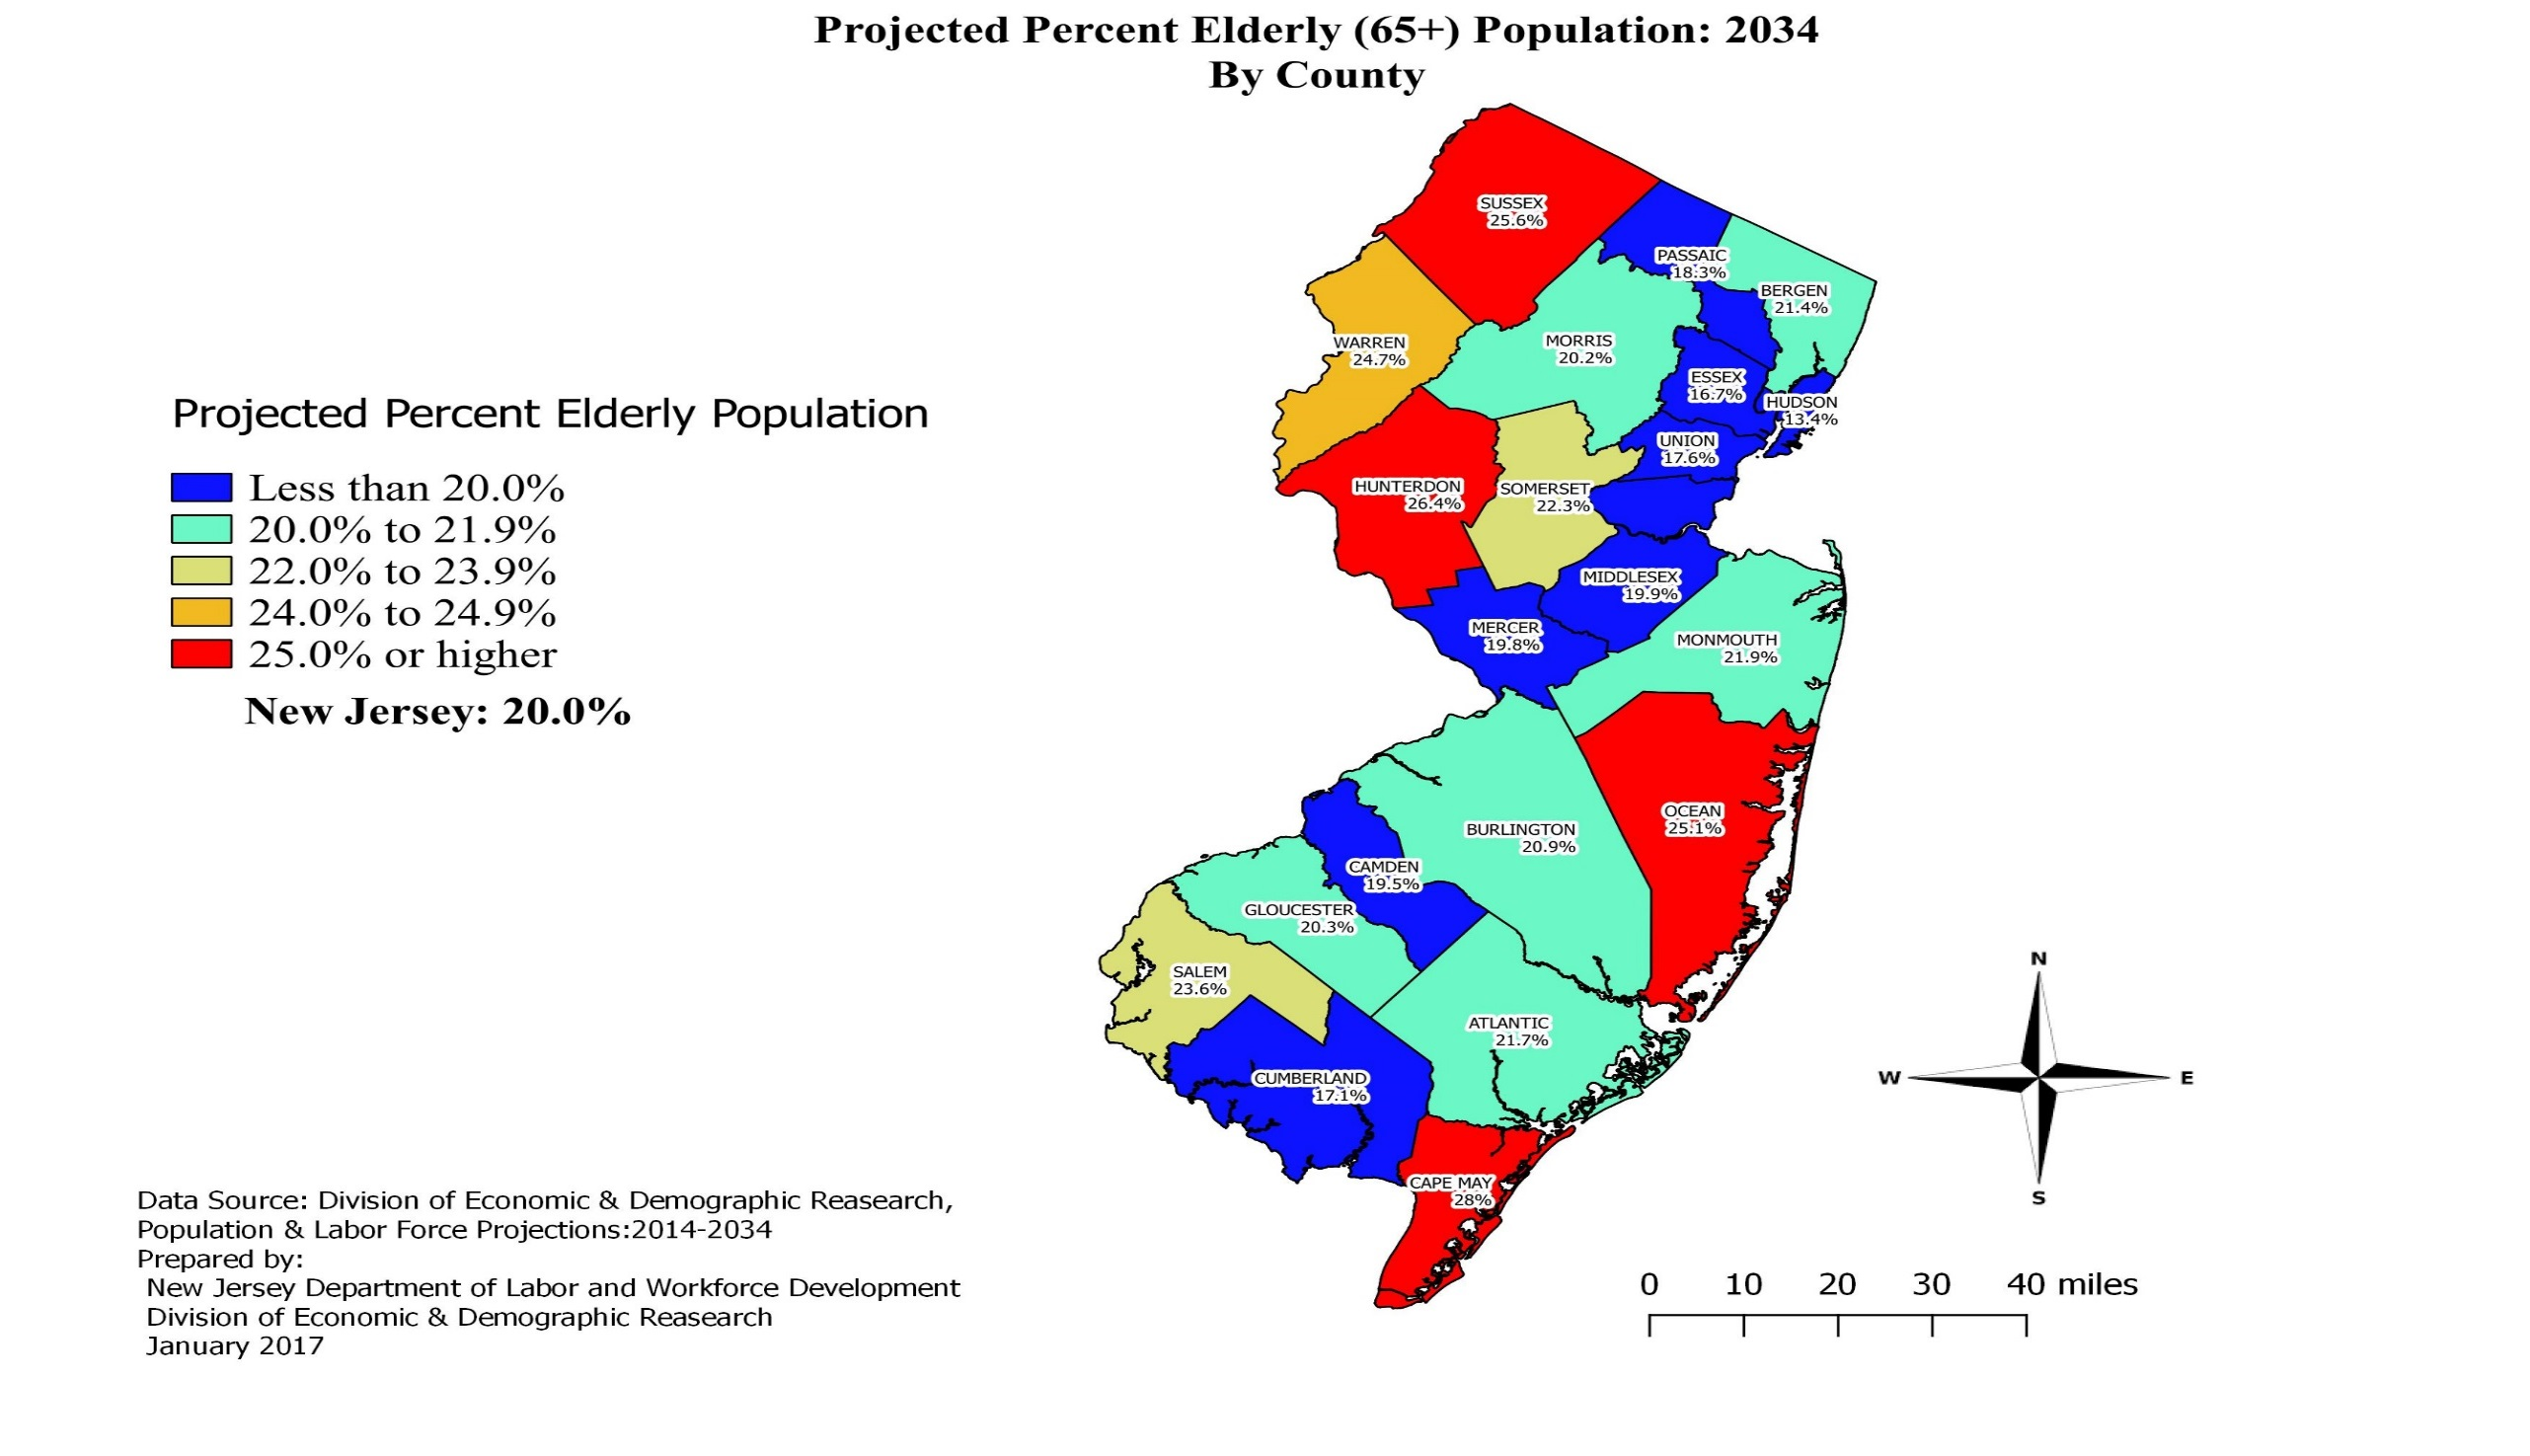 Projected Percent Elderly (65+) Population: 2034
By County
SUSSEX
25.6%
PASSAIC
18.3%
BERGEN
21.4%
WARREN
24.7%
MORRIS
20.2%
ESSEX
16.7%
HUDSON
13.4%
UNION
17.6%
HUNTERDON
26.4%
SOMERSET
22.3%
MIDDLESEX
19.9%
MERCER
19.8%
MONMOUTH
21.9%
OCEAN
25.1%
BURLINGTON
20.9%
CAMDEN
19.5%
GLOUCESTER
20.3%
SALEM
23.6%
ATLANTIC
21.7%
CUMBERLAND
17.1%
CAPE MAY
28%
Projected Percent Elderly Population
Less than 20.0%
20.0% to 21.9%
22.0% to 23.9%
24.0% to 24.9%
25.0% or higher
New Jersey: 20.0%
Data Source: Division of Economic & Demographic Reasearch,
Population & Labor Force Projections:2014-2034
Prepared by:
New Jersey Department of Labor and Workforce Development
Division of Economic & Demographic Reasearch
January 2017
N
W E
S
0 10 20 30 40 miles